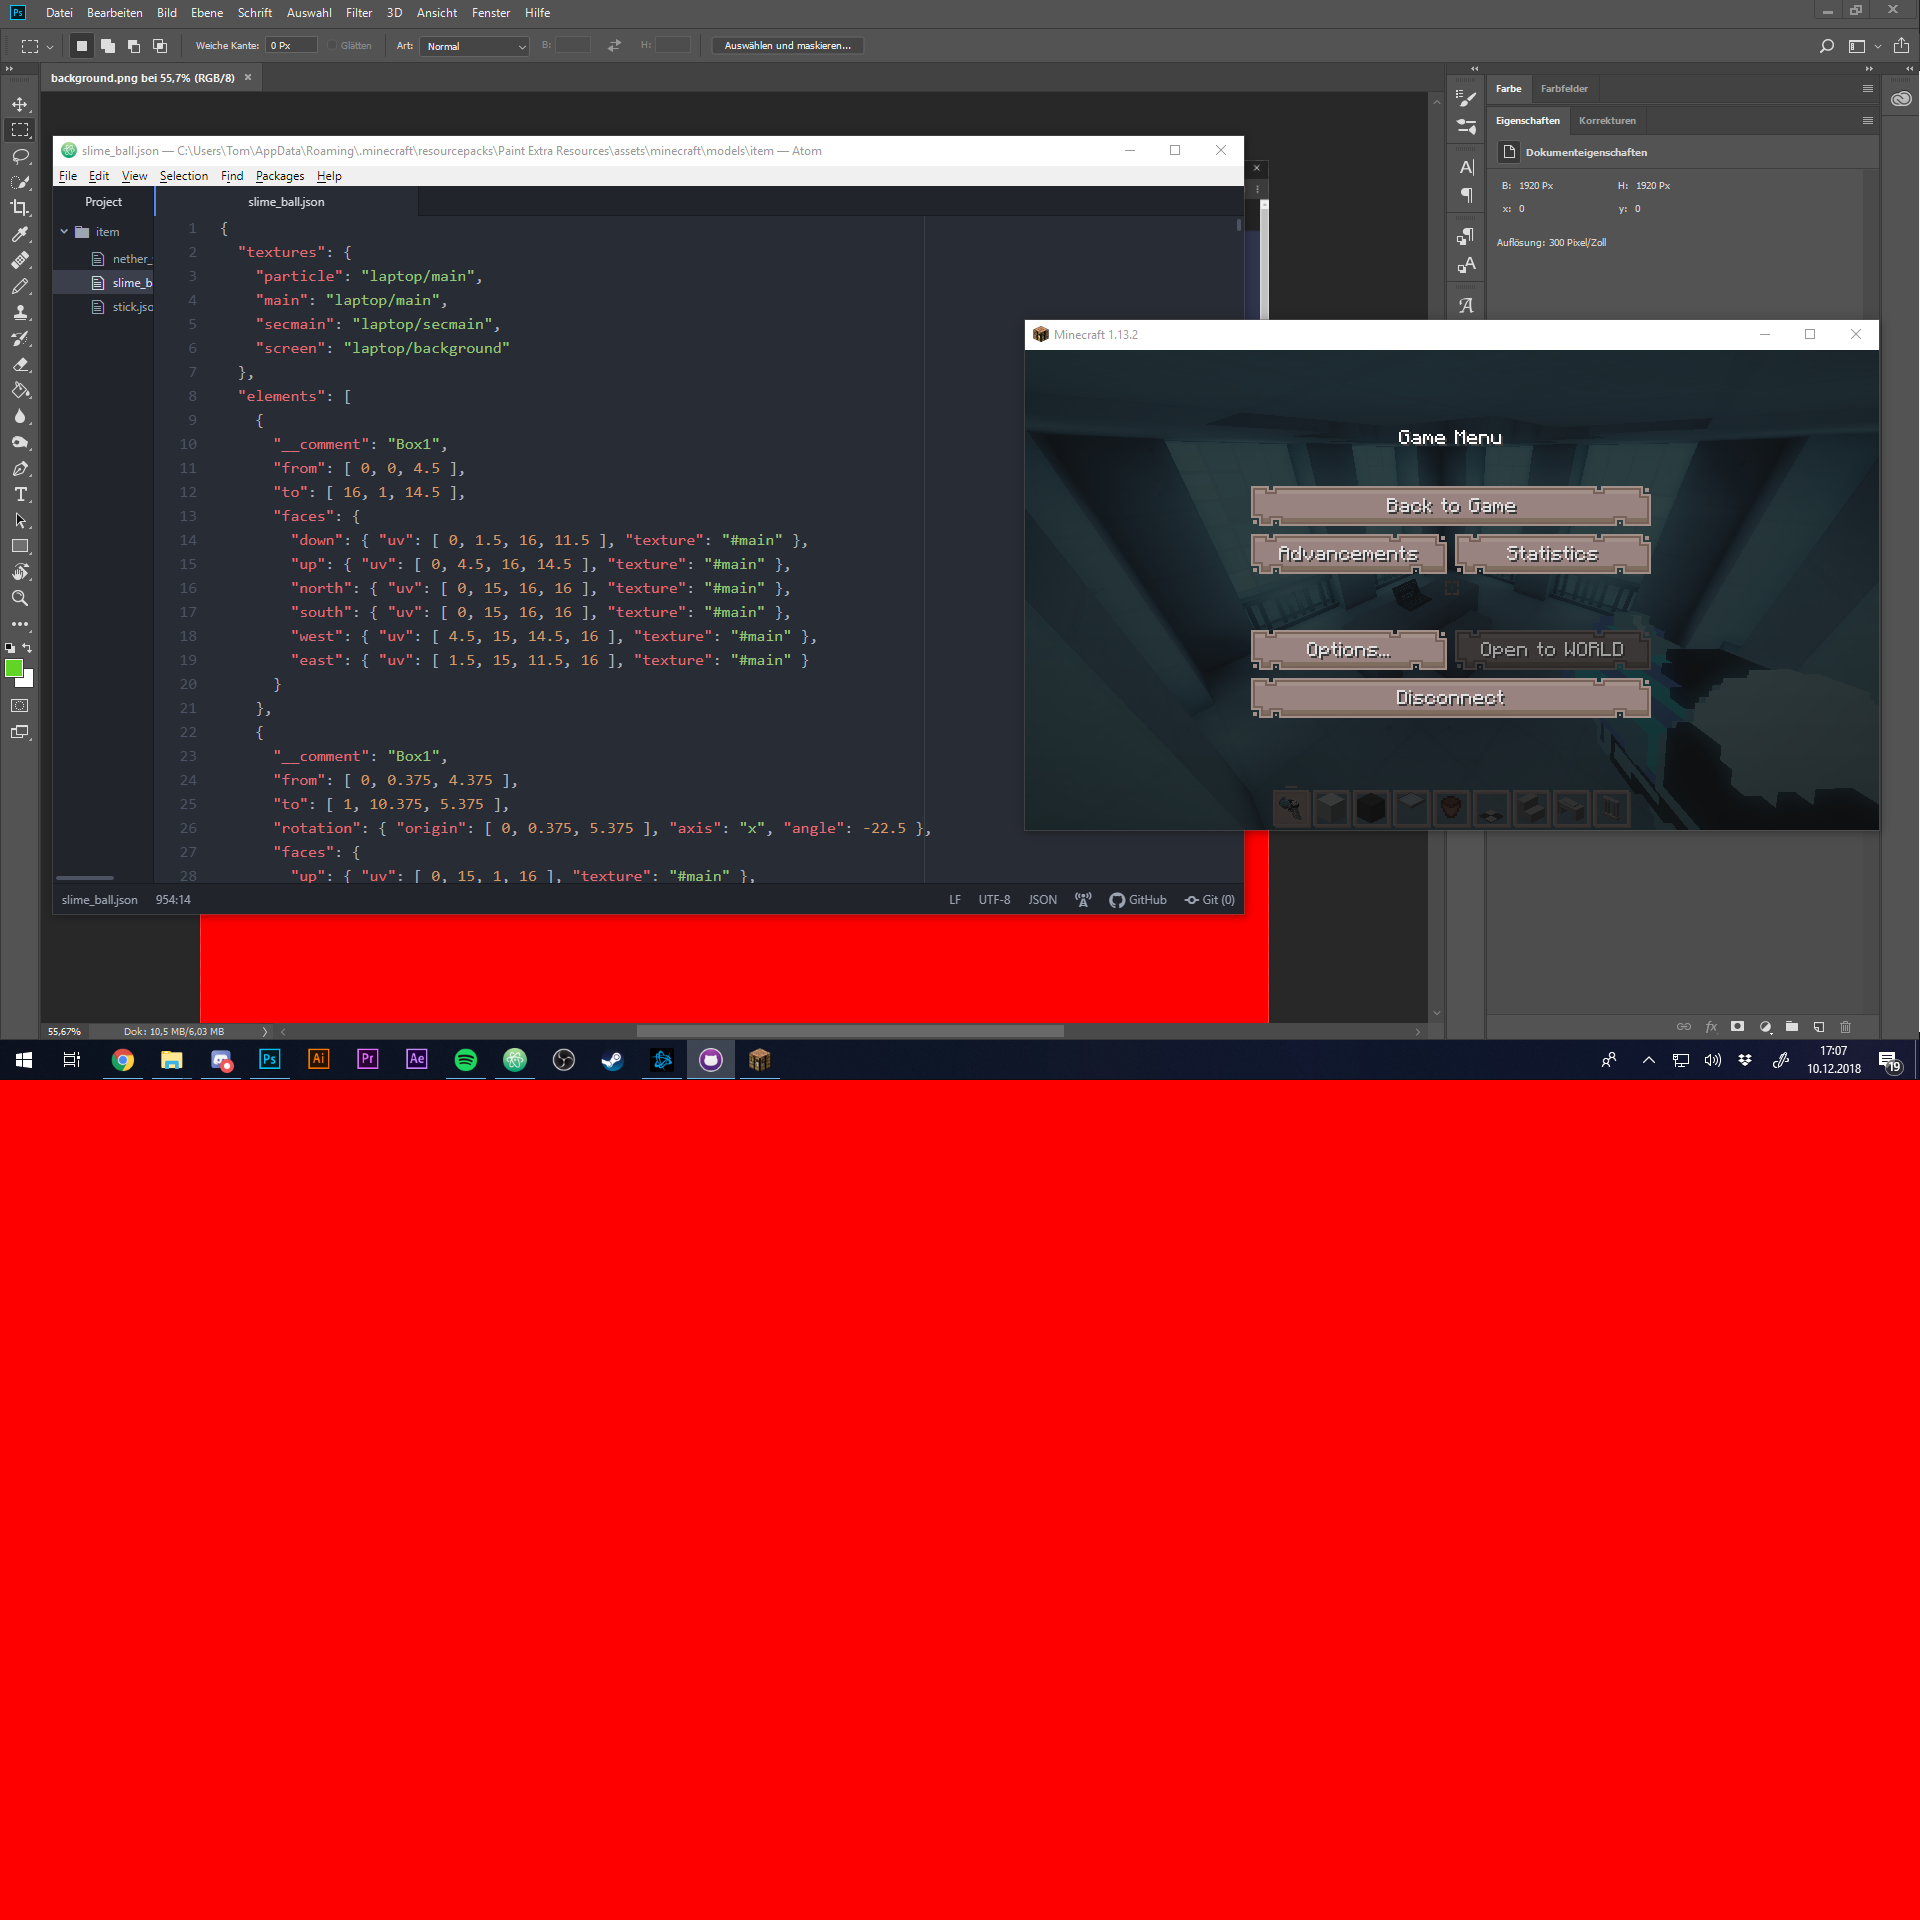 Ps Datei Bearbeiten Bild Ebene Schrift Auswahl Filter 3D Ansicht Fenster Hilfe
Weiche Kante: 0 Px Glätten Art: Normal B: H: Auswählen und maskieren...
background.png bei 55,7% (RGB/8)
Farbe Farbfelder
Eigenschaften Korrekturen
Dokumenteigenschaften
B: 1920 Px H: 1920 Px
x: 0 y: 0
Auflösung: 300 Pixel/Zoll
slime_ball.json — C:\Users\Tom\AppData\Roaming\.minecraft\resourcepacks\Paint Extra Resources\assets\minecraft\models\item — Atom
File Edit View Selection Find Packages Help
Project slime_ball.json
item
nether_
slime_b
stick.jso
1 {
2 "textures": {
3 "particle": "laptop/main",
4 "main": "laptop/main",
5 "secmain": "laptop/secmain",
6 "screen": "laptop/background"
7 },
8 "elements": [
9 {
10 "__comment": "Box1",
11 "from": [ 0, 0, 4.5 ],
12 "to": [ 16, 1, 14.5 ],
13 "faces": {
14 "down": { "uv": [ 0, 1.5, 16, 11.5 ], "texture": "#main" },
15 "up": { "uv": [ 0, 4.5, 16, 14.5 ], "texture": "#main" },
16 "north": { "uv": [ 0, 15, 16, 16 ], "texture": "#main" },
17 "south": { "uv": [ 0, 15, 16, 16 ], "texture": "#main" },
18 "west": { "uv": [ 4.5, 15, 14.5, 16 ], "texture": "#main" },
19 "east": { "uv": [ 1.5, 15, 11.5, 16 ], "texture": "#main" }
20 }
21 },
22 {
23 "__comment": "Box1",
24 "from": [ 0, 0.375, 4.375 ],
25 "to": [ 1, 10.375, 5.375 ],
26 "rotation": { "origin": [ 0, 0.375, 5.375 ], "axis": "x", "angle": -22.5 },
27 "faces": {
28 "up": { "uv": [ 0, 15, 1, 16 ], "texture": "#main" },
slime_ball.json 954:14 LF UTF-8 JSON GitHub Git (0)
Minecraft 1.13.2
Game Menu
Back to Game
Advancements Statistics
Options... Open to WORLD
Disconnect
55,67% Dok: 10,5 MB/6,03 MB
fx
Ps Ai Pr Ae
17:07
10.12.2018
19